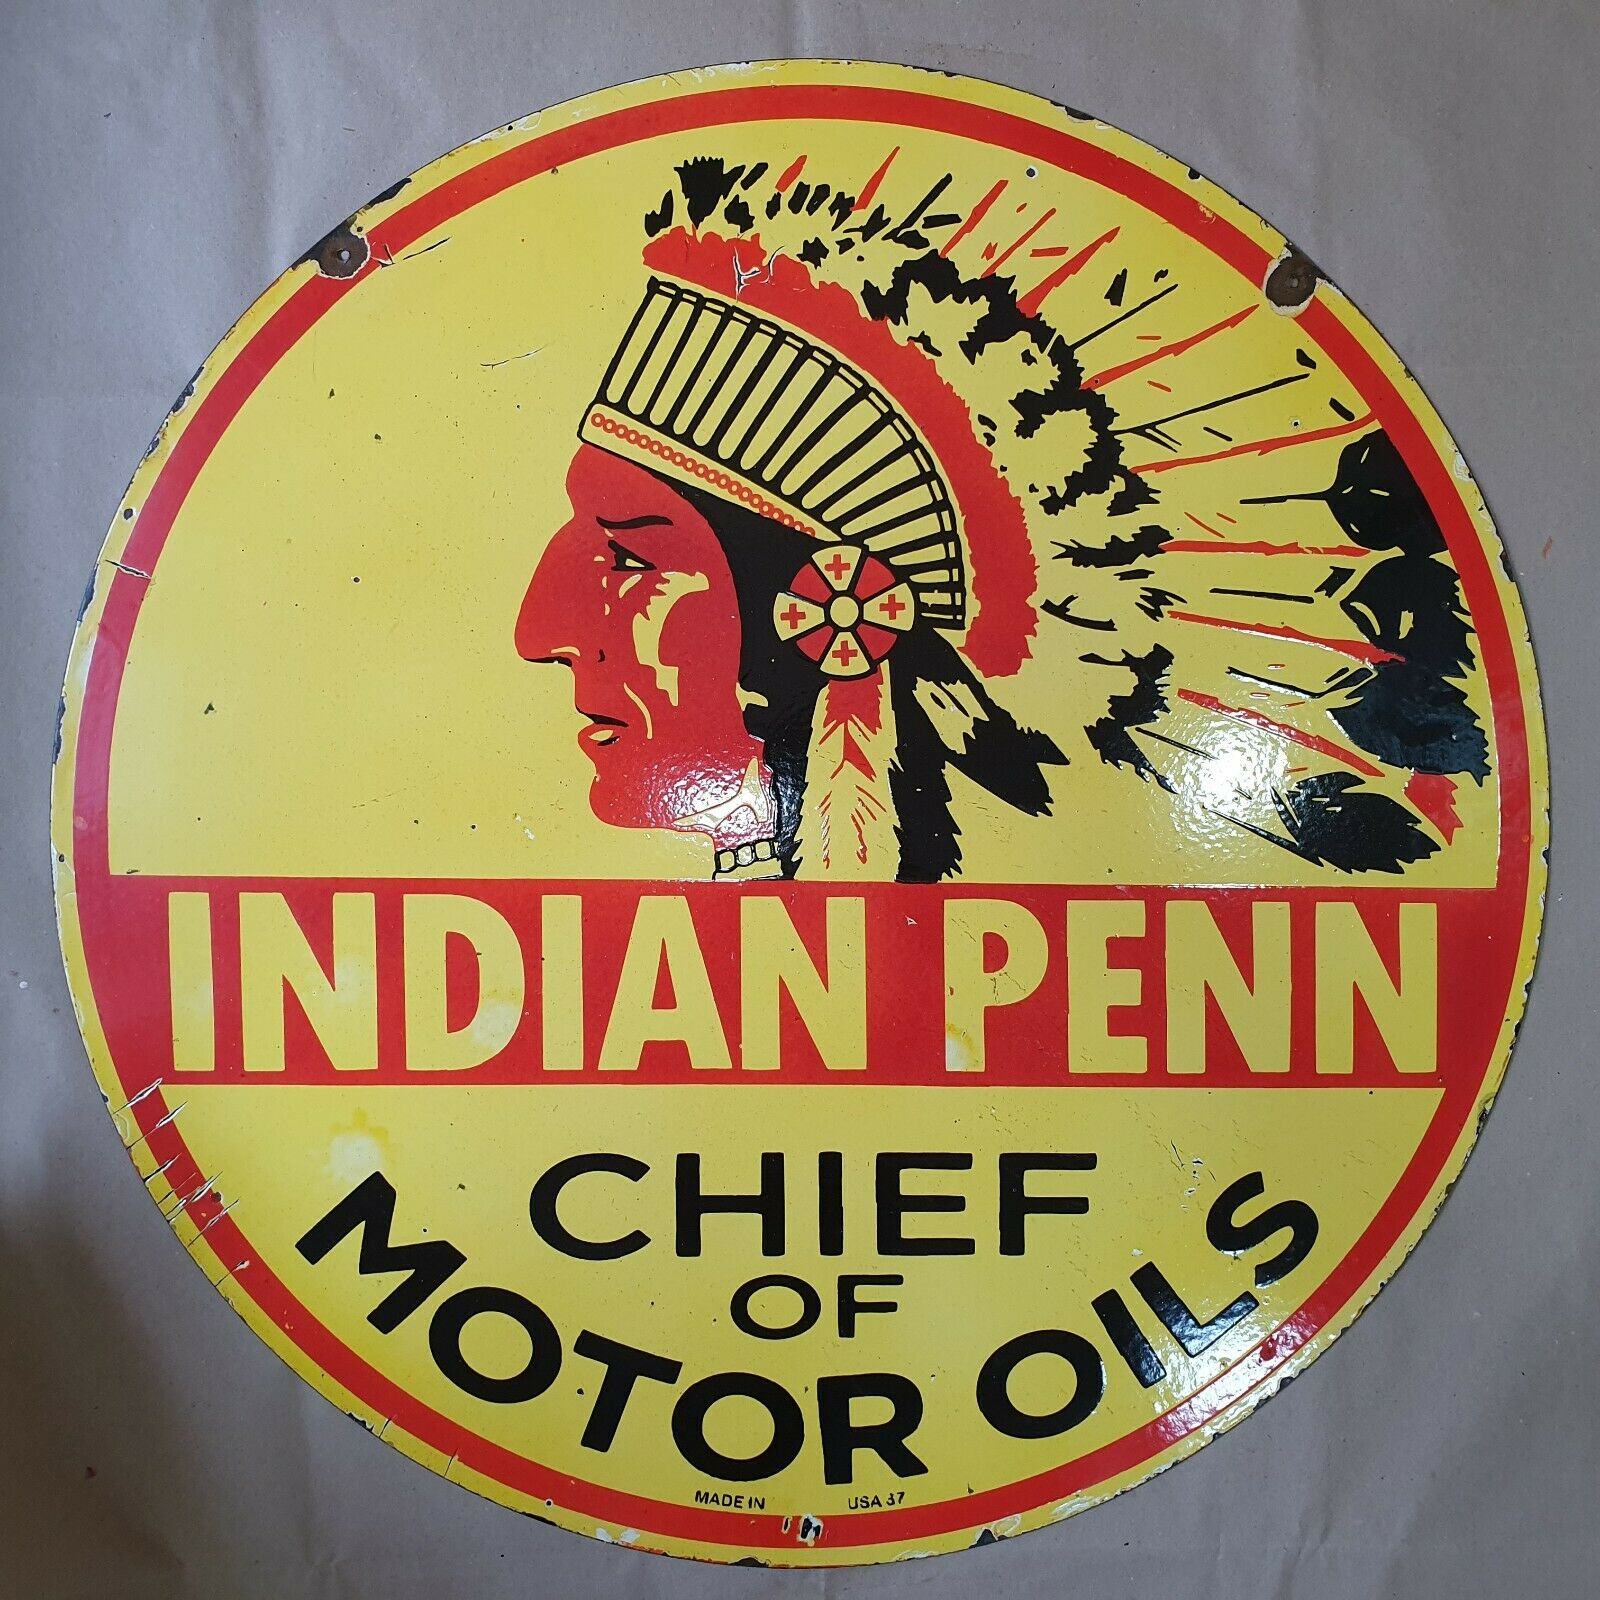 INDIAN PENN
CHIEF
OF
MOTOR OILS
MADE IN USA 37